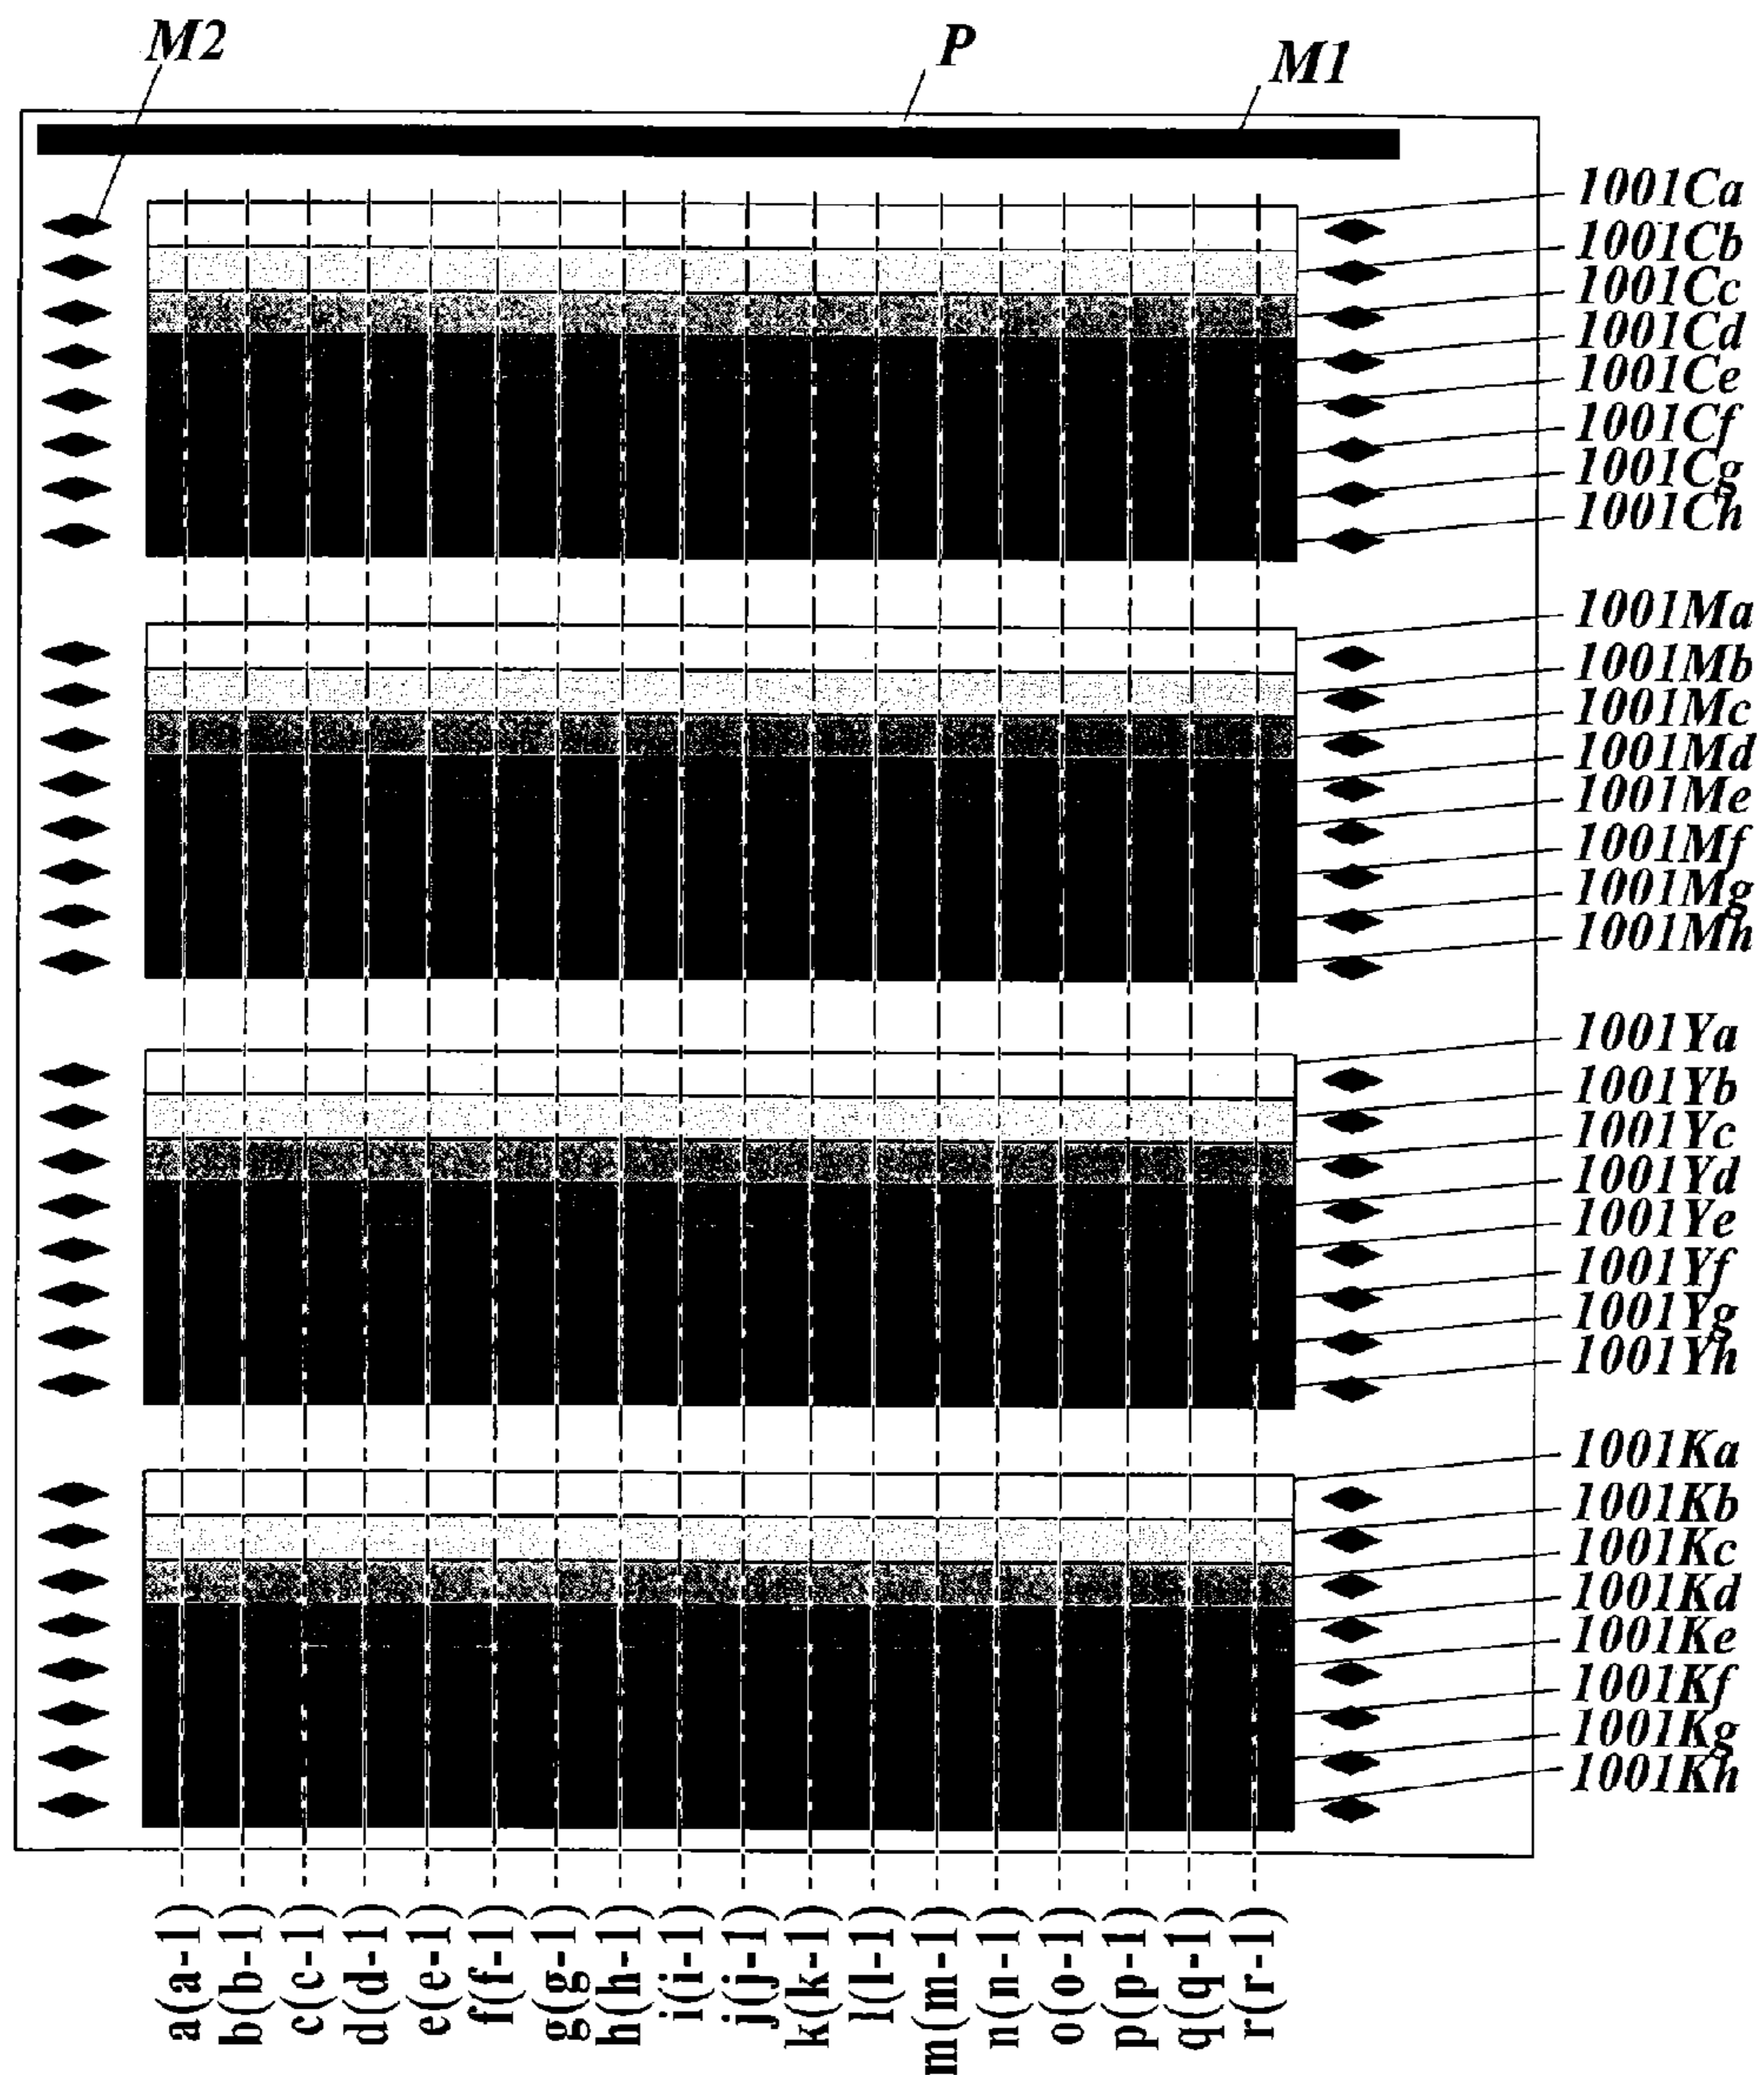 M2
P
M1
1001Ca
1001Cb
1001Cc
1001Cd
1001Ce
1001Cf
1001Cg
1001Ch
1001Ma
1001Mb
1001Mc
1001Md
1001Me
1001Mf
1001Mg
1001Mh
1001Ya
1001Yb
1001Yc
1001Yd
1001Ye
1001Yf
1001Yg
1001Yh
1001Ka
1001Kb
1001Kc
1001Kd
1001Ke
1001Kf
1001Kg
1001Kh
a(a-1)
b(b-1)
c(c-1)
d(d-1)
e(e-1)
f(f-1)
g(g-1)
h(h-1)
i(i-1)
j(j-1)
k(k-1)
l(l-1)
m(m-1)
n(n-1)
o(o-1)
p(p-1)
q(q-1)
r(r-1)